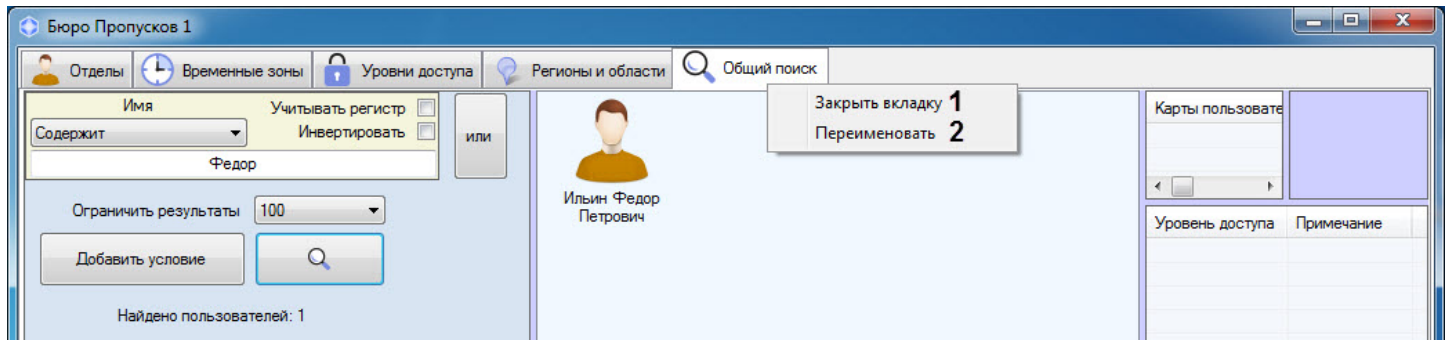 Бюро Пропусков 1
Отделы Временные зоны Уровни доступа Регионы и области Общий поиск
Имя Учитывать регистр
Содержит Инвертировать
Федор
или
Ограничить результаты 100
Добавить условие
Найдено пользователей: 1
Ильин Федор
Петрович
Закрыть вкладку 1
Переименовать 2
Карты пользовате
Уровень доступа Примечание